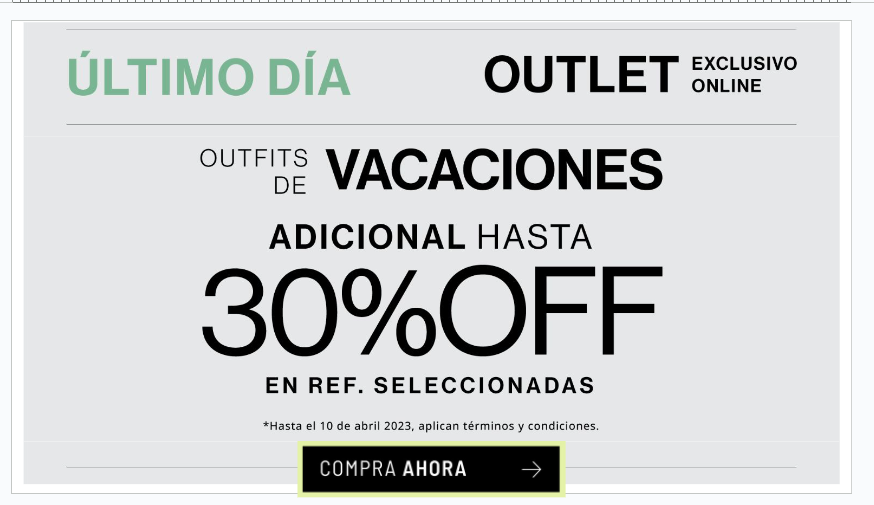 ÚLTIMO DÍA
OUTLET EXCLUSIVO
ONLINE
OUTFITS
DE VACACIONES
ADICIONAL HASTA
30%OFF
EN REF. SELECCIONADAS
*Hasta el 10 de abril 2023, aplican términos y condiciones.
COMPRA AHORA →